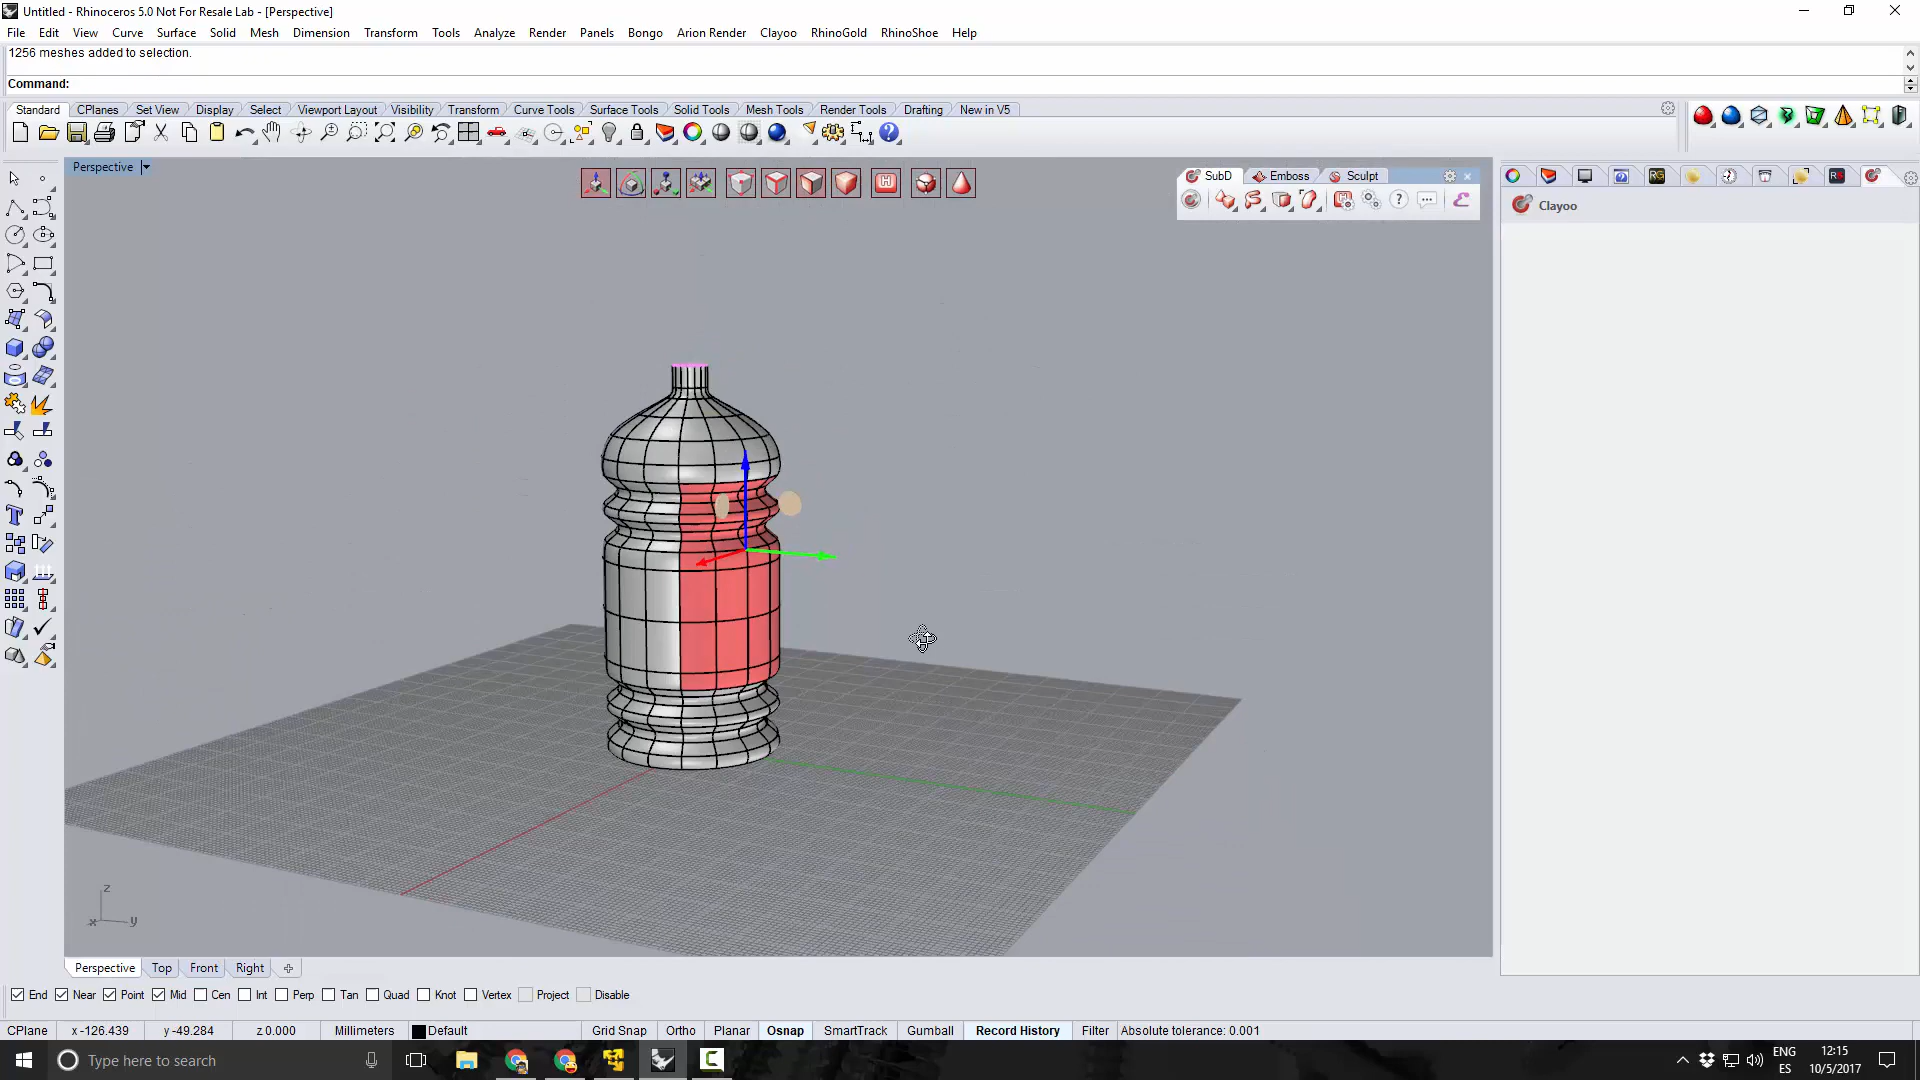 Untitled - Rhinoceros 5.0 Not For Resale Lab - [Perspective]
File Edit View Curve Surface Solid Mesh Dimension Transform Tools Analyze Render Panels Bongo Arion Render Clayoo RhinoGold RhinoShoe Help
1256 meshes added to selection.
Command:
Standard CPlanes Set View Display Select Viewport Layout Visibility Transform Curve Tools Surface Tools Solid Tools Mesh Tools Render Tools Drafting New in V5
Perspective
SubD Emboss Sculpt
Clayoo
z
x y
Perspective Top Front Right
End Near Point Mid Cen Int Perp Tan Quad Knot Vertex Project Disable
CPlane x -126.439 y -49.284 z 0.000 Millimeters Default Grid Snap Ortho Planar Osnap SmartTrack Gumball Record History Filter Absolute tolerance: 0.001
Type here to search
ENG
ES
12:15
10/5/2017